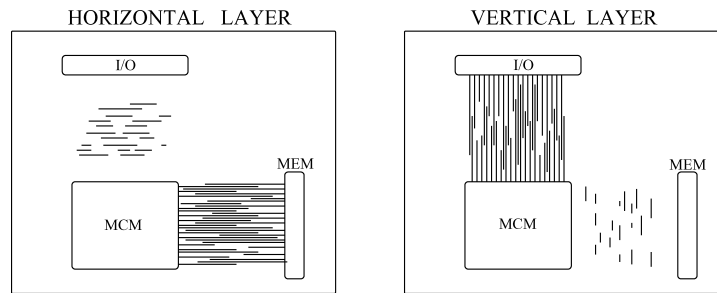 HORIZONTAL LAYER
I/O
MEM
MCM
VERTICAL LAYER
I/O
MEM
MCM